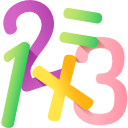 2 =
1 × 3